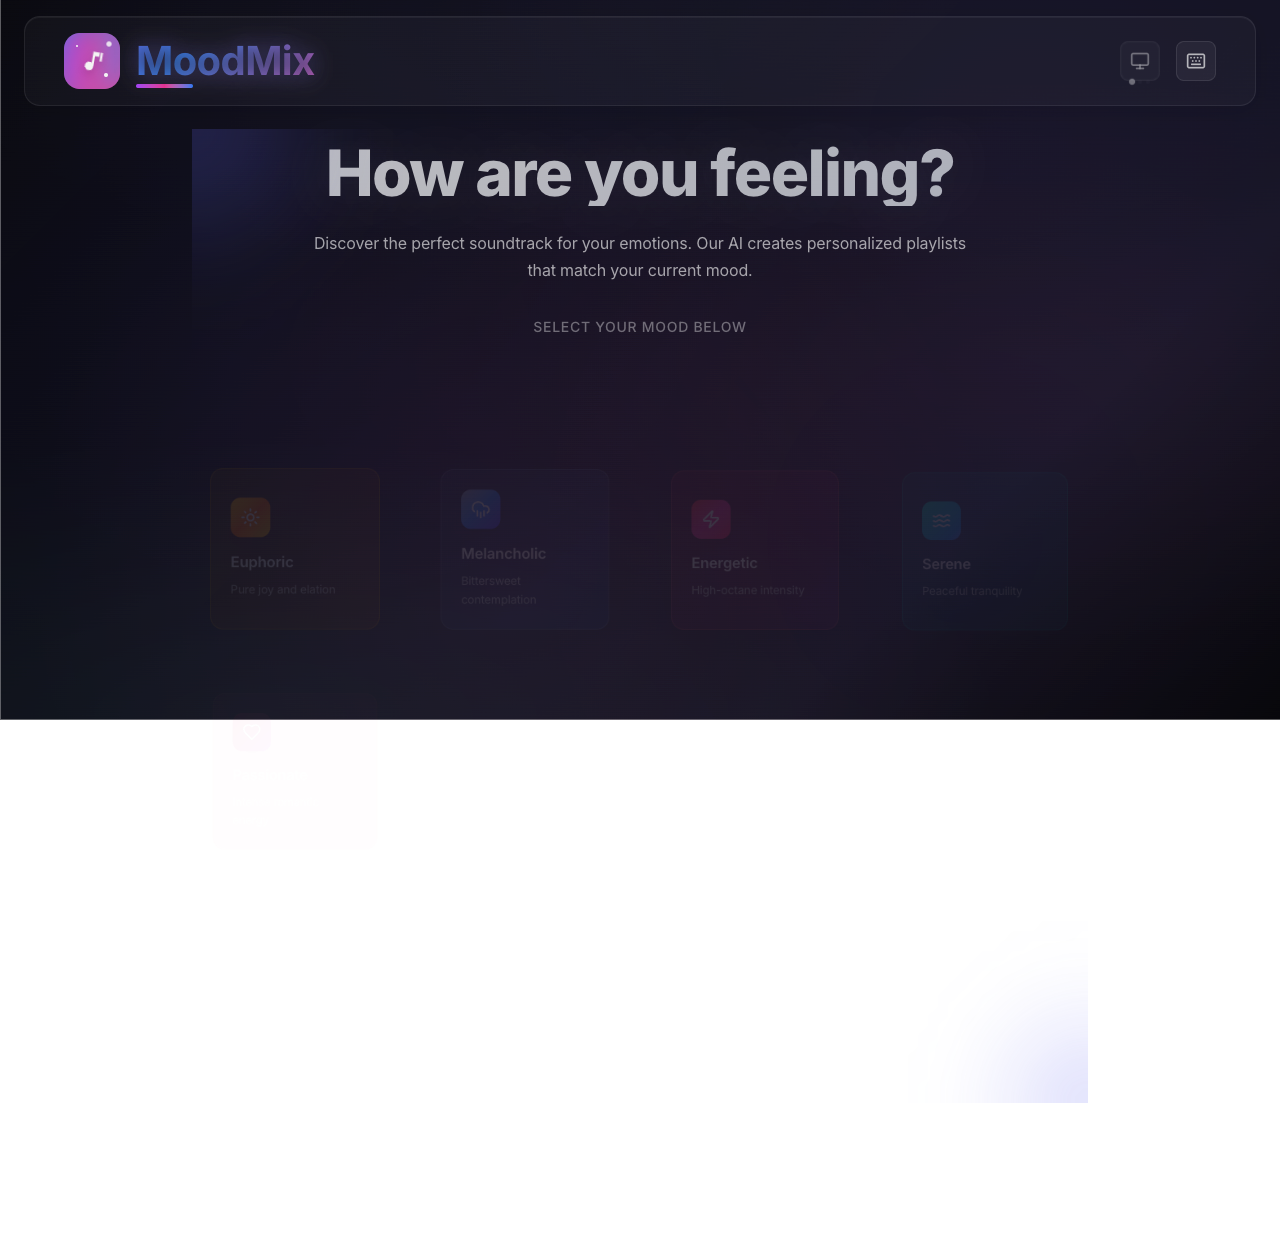 MoodMix
How are you feeling?
Discover the perfect soundtrack for your emotions. Our AI creates personalized playlists
that match your current mood.
SELECT YOUR MOOD BELOW
Euphoric
Pure joy and elation
Melancholic
Bittersweet
contemplation
Energetic
High-octane intensity
Serene
Peaceful tranquility